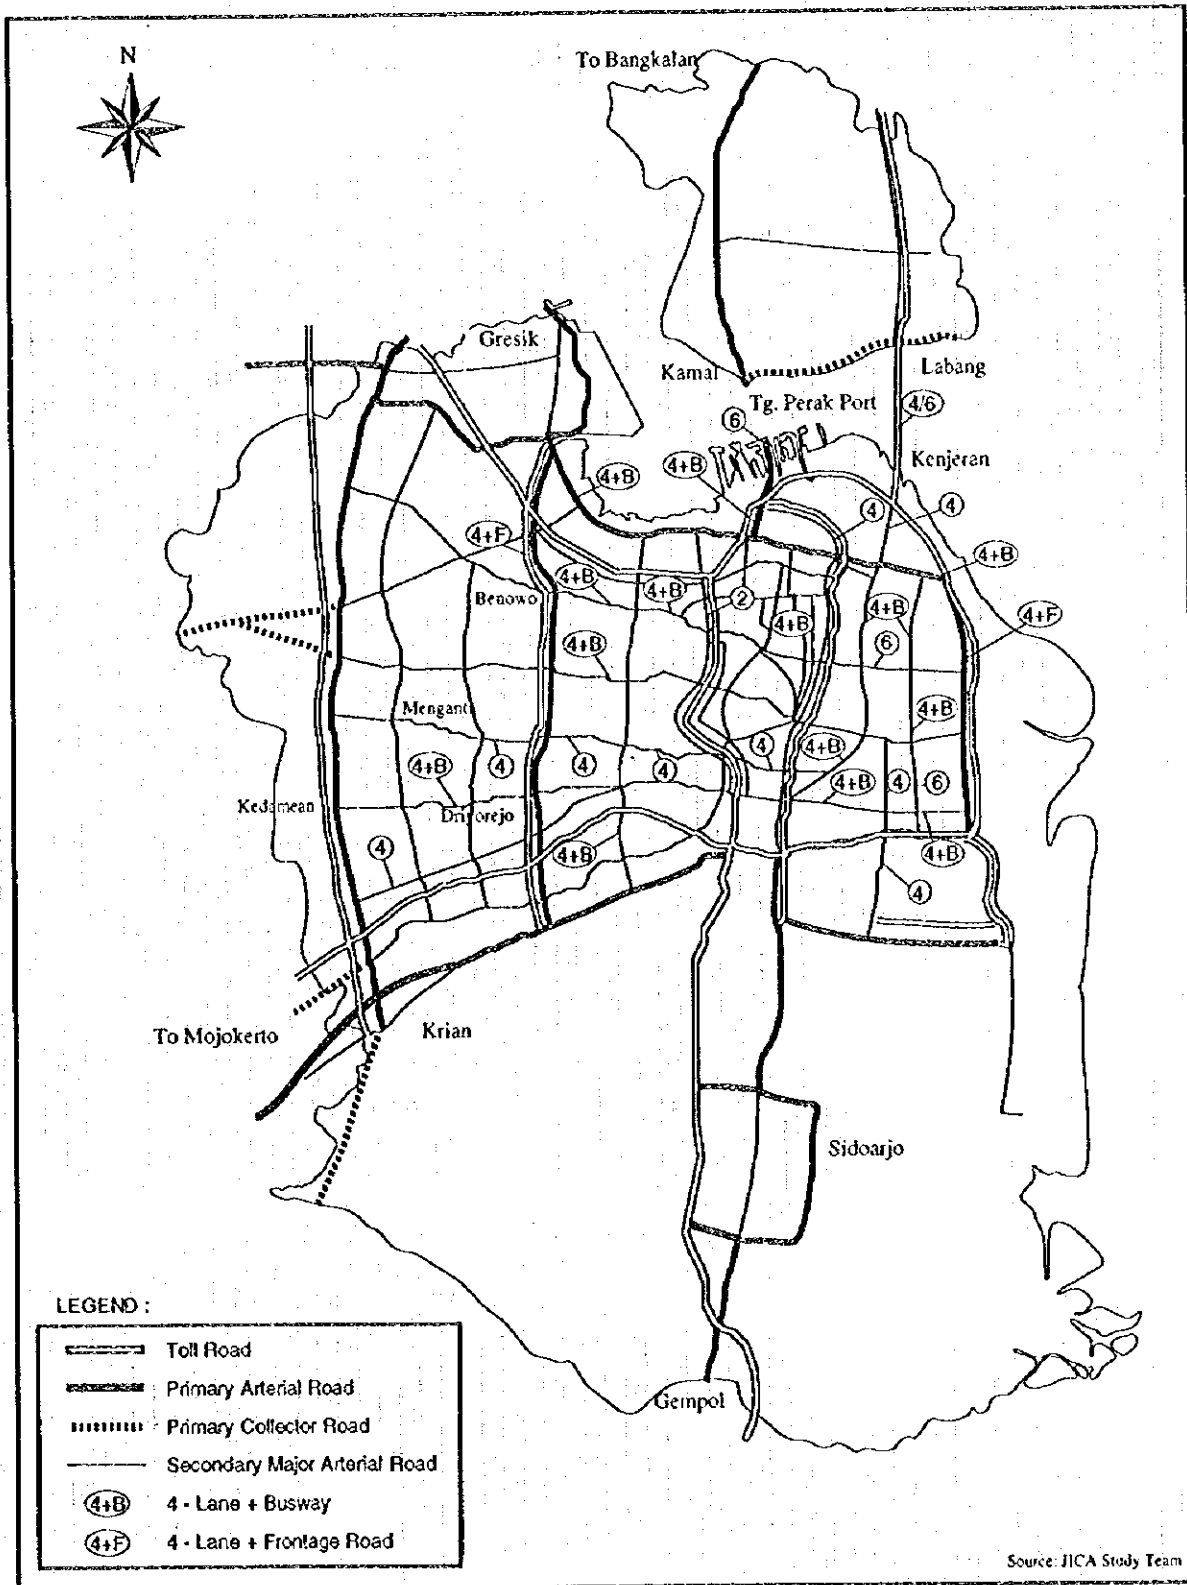 N
To Bangkalan
Gresik
Kamal
Labang
Tg. Perak Port
4/6
6
Kenjeran
4+B
4+B
4
4
4+F
4+B
4+B
4+B
Benowo
2
4+B
4+B
4+F
4+B
6
Menganti
4+B
4
4
4
4
4+B
4+B
4+B
4
6
Kedamean
Driyorejo
4
4+B
4+B
4
To Mojokerto
Krian
Sidoarjo
Gempol
LEGEND :
Toll Road
Primary Arterial Road
Primary Collector Road
Secondary Major Arterial Road
4+B 4 - Lane + Busway
4+F 4 - Lane + Frontage Road
Source: JICA Study Team